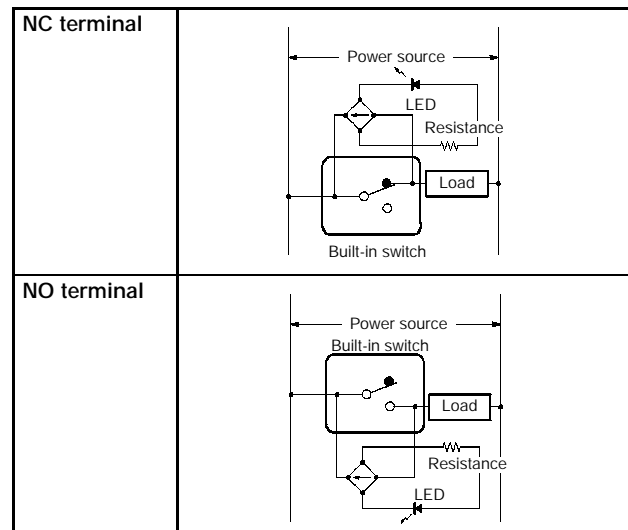 NC terminal
Power source
LED
Resistance
Load
Built-in switch
NO terminal
Power source
Built-in switch
Load
Resistance
LED